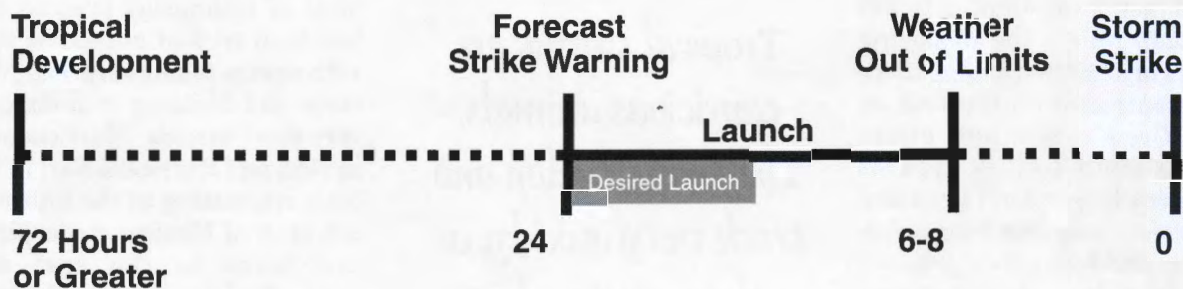 Tropical
Development
Forecast
Strike Warning
Weather
Out of Limits
Storm
Strike
Launch
Desired Launch
72 Hours
or Greater
24
6-8
0